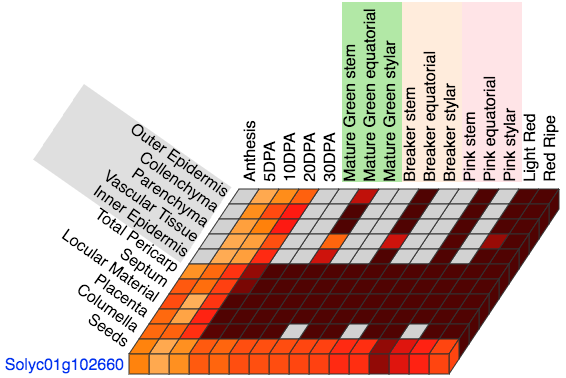 Anthesis
5DPA
10DPA
20DPA
30DPA
Mature Green stem
Mature Green equatorial
Mature Green stylar
Breaker stem
Breaker equatorial
Breaker stylar
Pink stem
Pink equatorial
Pink stylar
Light Red
Red Ripe
Outer Epidermis
Collenchyma
Parenchyma
Vascular Tissue
Inner Epidermis
Total Pericarp
Septum
Locular Material
Placenta
Columella
Seeds
Solyc01g102660